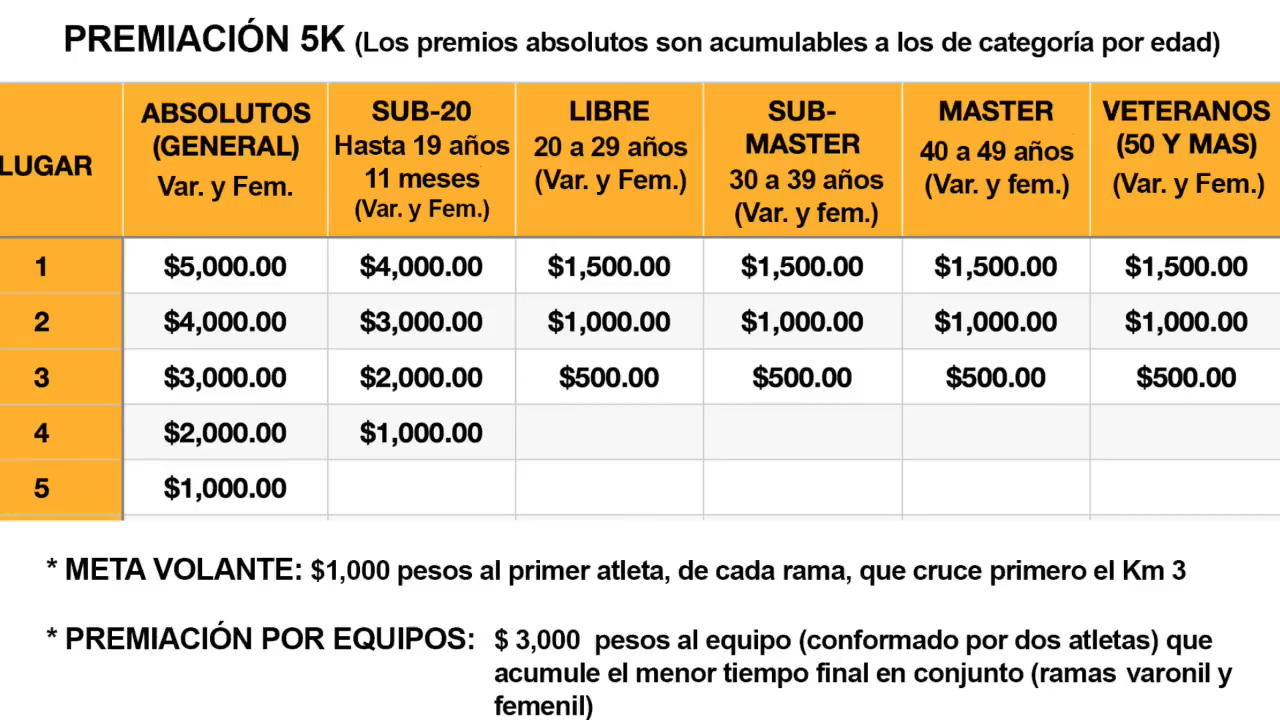 PREMIACIÓN 5K (Los premios absolutos son acumulables a los de categoría por edad)
LUGAR
ABSOLUTOS
(GENERAL)
Var. y Fem.
SUB-20
Hasta 19 años
11 meses
(Var. y Fem.)
LIBRE
20 a 29 años
(Var. y Fem.)
SUB-
MASTER
30 a 39 años
(Var. y fem.)
MASTER
40 a 49 años
(Var. y fem.)
VETERANOS
(50 Y MAS)
(Var. y Fem.)
1 $5,000.00 $4,000.00 $1,500.00 $1,500.00 $1,500.00 $1,500.00
2 $4,000.00 $3,000.00 $1,000.00 $1,000.00 $1,000.00 $1,000.00
3 $3,000.00 $2,000.00 $500.00 $500.00 $500.00 $500.00
4 $2,000.00 $1,000.00
5 $1,000.00
* META VOLANTE: $1,000 pesos al primer atleta, de cada rama, que cruce primero el Km 3
* PREMIACIÓN POR EQUIPOS: $ 3,000 pesos al equipo (conformado por dos atletas) que
acumule el menor tiempo final en conjunto (ramas varonil y
femenil)